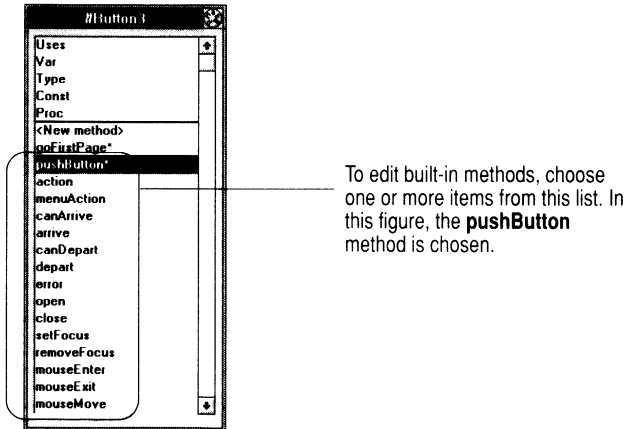 #Button3
Uses
Var
Type
Const
Proc
<New method>
goFirstPage*
pushButton*
action
menuAction
canArrive
arrive
canDepart
depart
error
open
close
setFocus
removeFocus
mouseEnter
mouseExit
mouseMove
To edit built-in methods, choose
one or more items from this list. In
this figure, the pushButton
method is chosen.